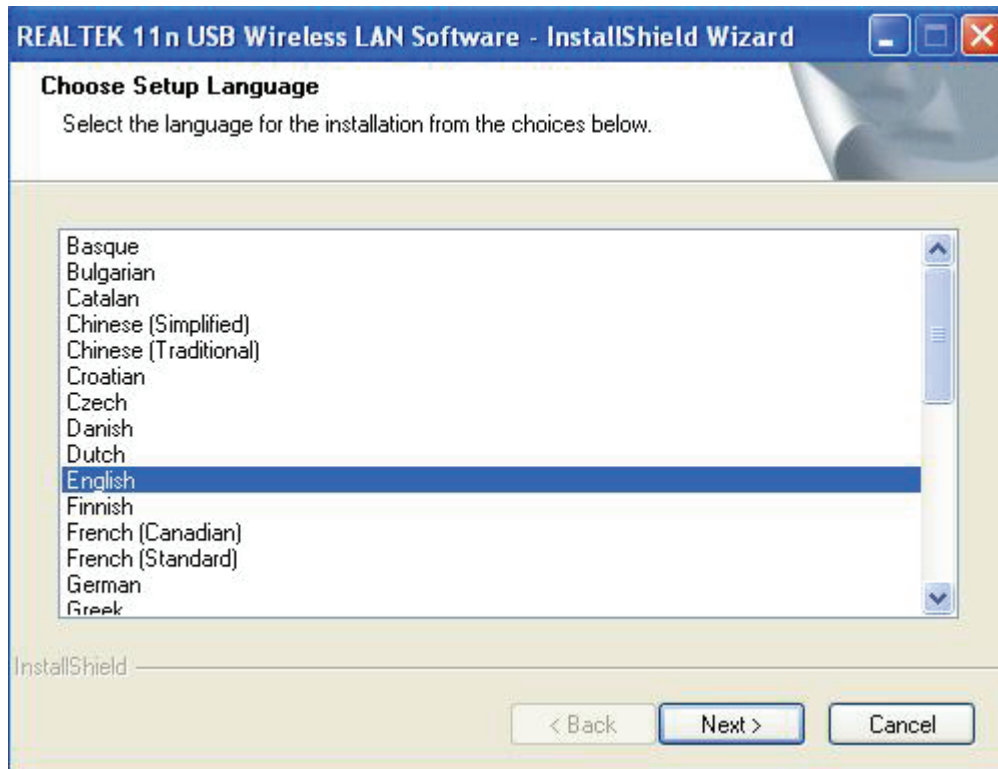 REALTEK 11n USB Wireless LAN Software - InstallShield Wizard
Choose Setup Language
Select the language for the installation from the choices below.
Basque
Bulgarian
Catalan
Chinese (Simplified)
Chinese (Traditional)
Croatian
Czech
Danish
Dutch
English
Finnish
French (Canadian)
French (Standard)
German
Greek
InstallShield
< Back
Next >
Cancel